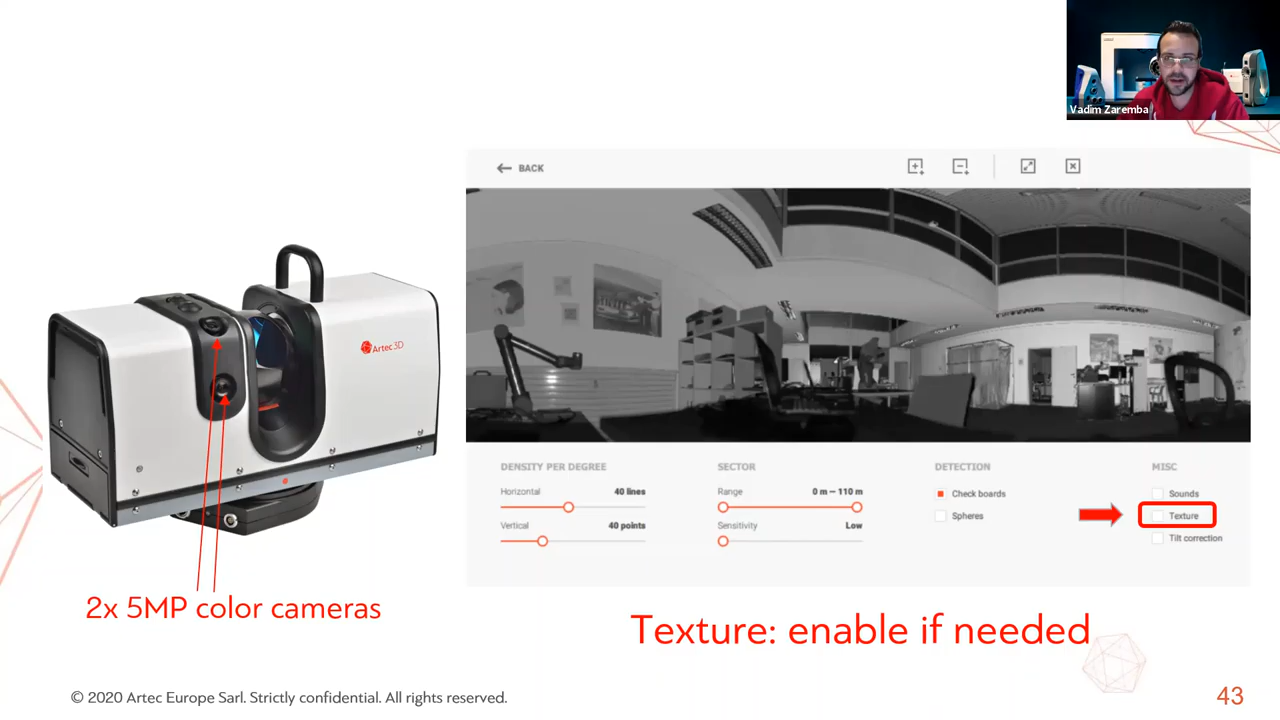 Vadim Zaremba
BACK
Artec 3D
DENSITY PER DEGREE
Horizontal 40 lines
Vertical 40 points
SECTOR
Range 0 m — 110 m
Sensitivity Low
DETECTION
Check boards
Spheres
MISC
Sounds
Texture
Tilt correction
2x 5MP color cameras
Texture: enable if needed
© 2020 Artec Europe Sarl. Strictly confidential. All rights reserved.
43